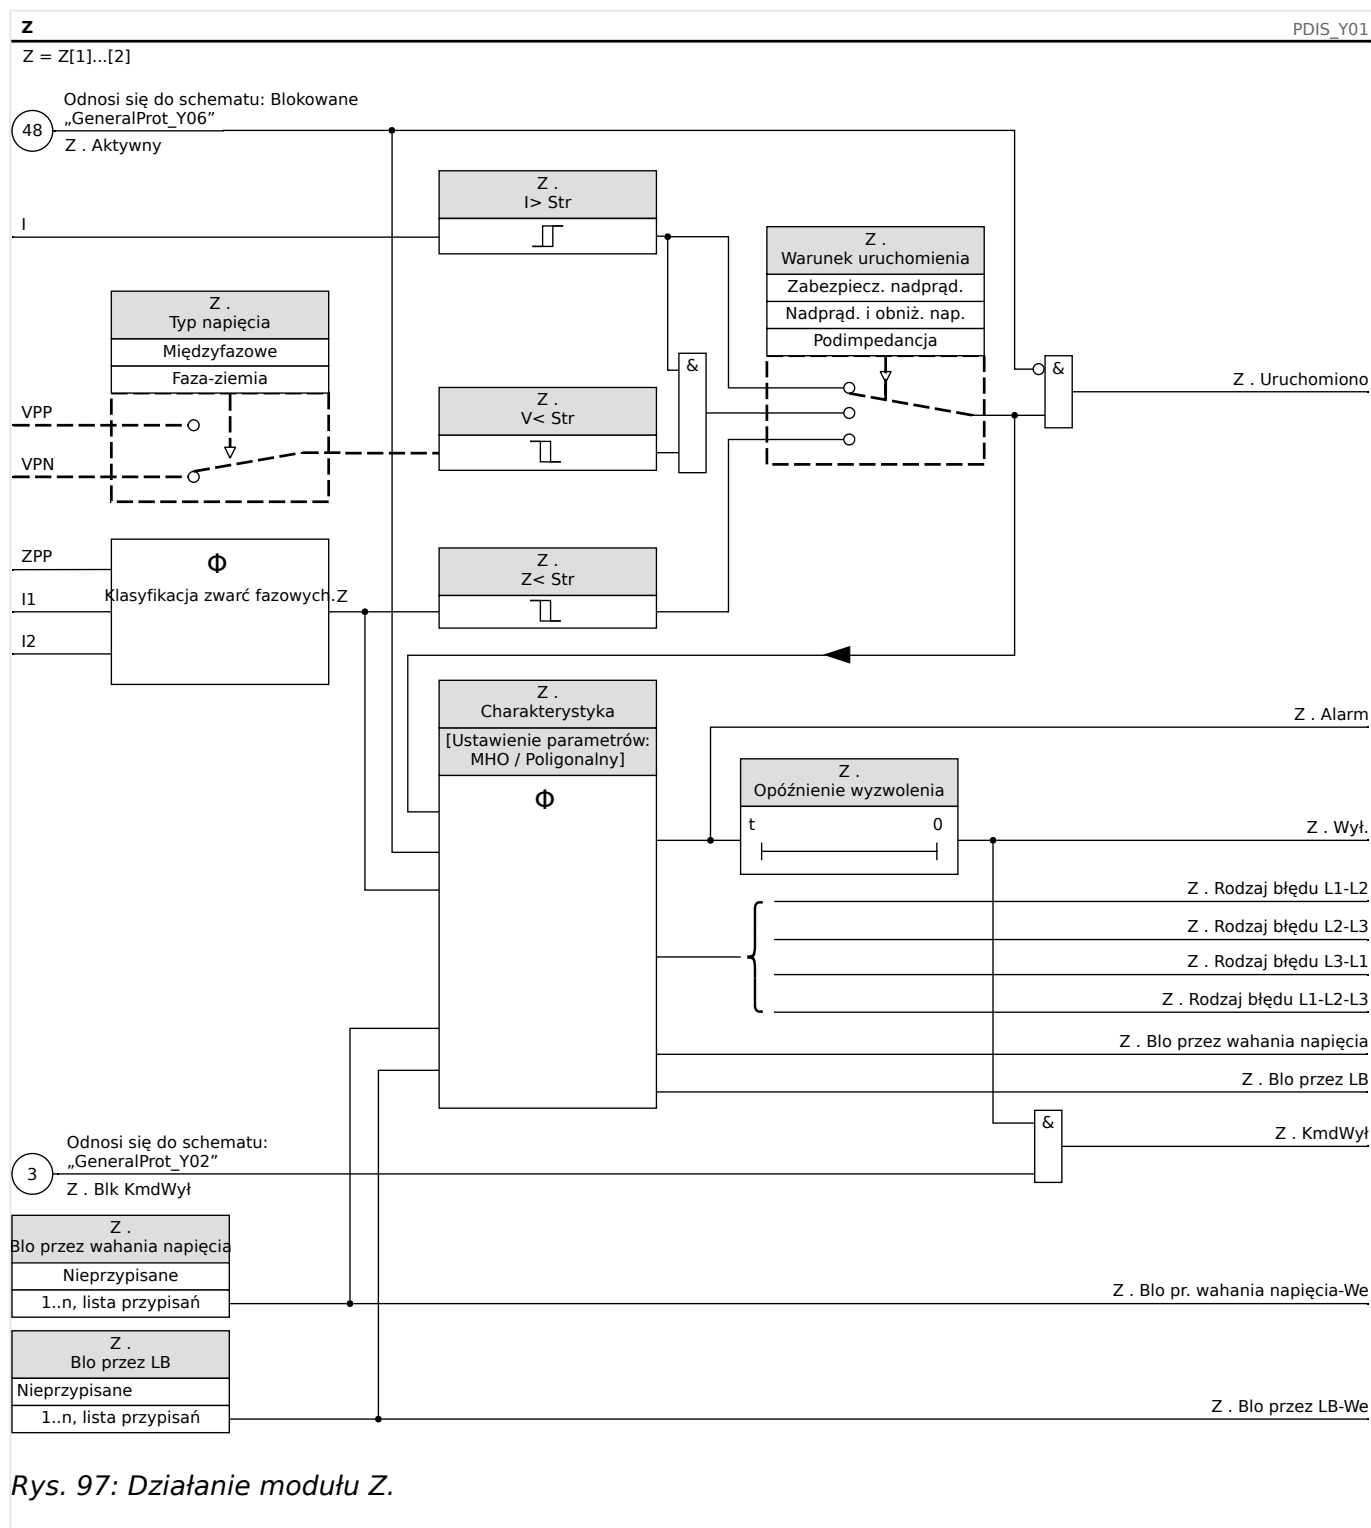 Z
PDIS_Y01
Z = Z[1]...[2]
Odnosi się do schematu: Blokowane
„GeneralProt_Y06”
48
Z . Aktywny
Z .
I> Str
I
Z .
Warunek uruchomienia
Zabezpiecz. nadprąd.
Nadprąd. i obniż. nap.
Podimpedancja
Z .
Typ napięcia
Międzyfazowe
Faza-ziemia
&
&
Z . Uruchomiono
VPP
VPN
Z .
V< Str
ZPP
I1
I2
Φ
Klasyfikacja zwarć fazowych.Z
Z .
Z< Str
Z .
Charakterystyka
[Ustawienie parametrów:
MHO / Poligonalny]
Φ
Z . Alarm
Z .
Opóźnienie wyzwolenia
t 0
Z . Wył.
Z . Rodzaj błędu L1-L2
Z . Rodzaj błędu L2-L3
Z . Rodzaj błędu L3-L1
Z . Rodzaj błędu L1-L2-L3
Z . Blo przez wahania napięcia
Z . Blo przez LB
&
Z . KmdWył
Odnosi się do schematu:
„GeneralProt_Y02”
3
Z . Blk KmdWył
Z .
Blo przez wahania napięcia
Nieprzypisane
1..n, lista przypisań
Z . Blo pr. wahania napięcia-We
Z .
Blo przez LB
Nieprzypisane
1..n, lista przypisań
Z . Blo przez LB-We
Rys. 97: Działanie modułu Z.